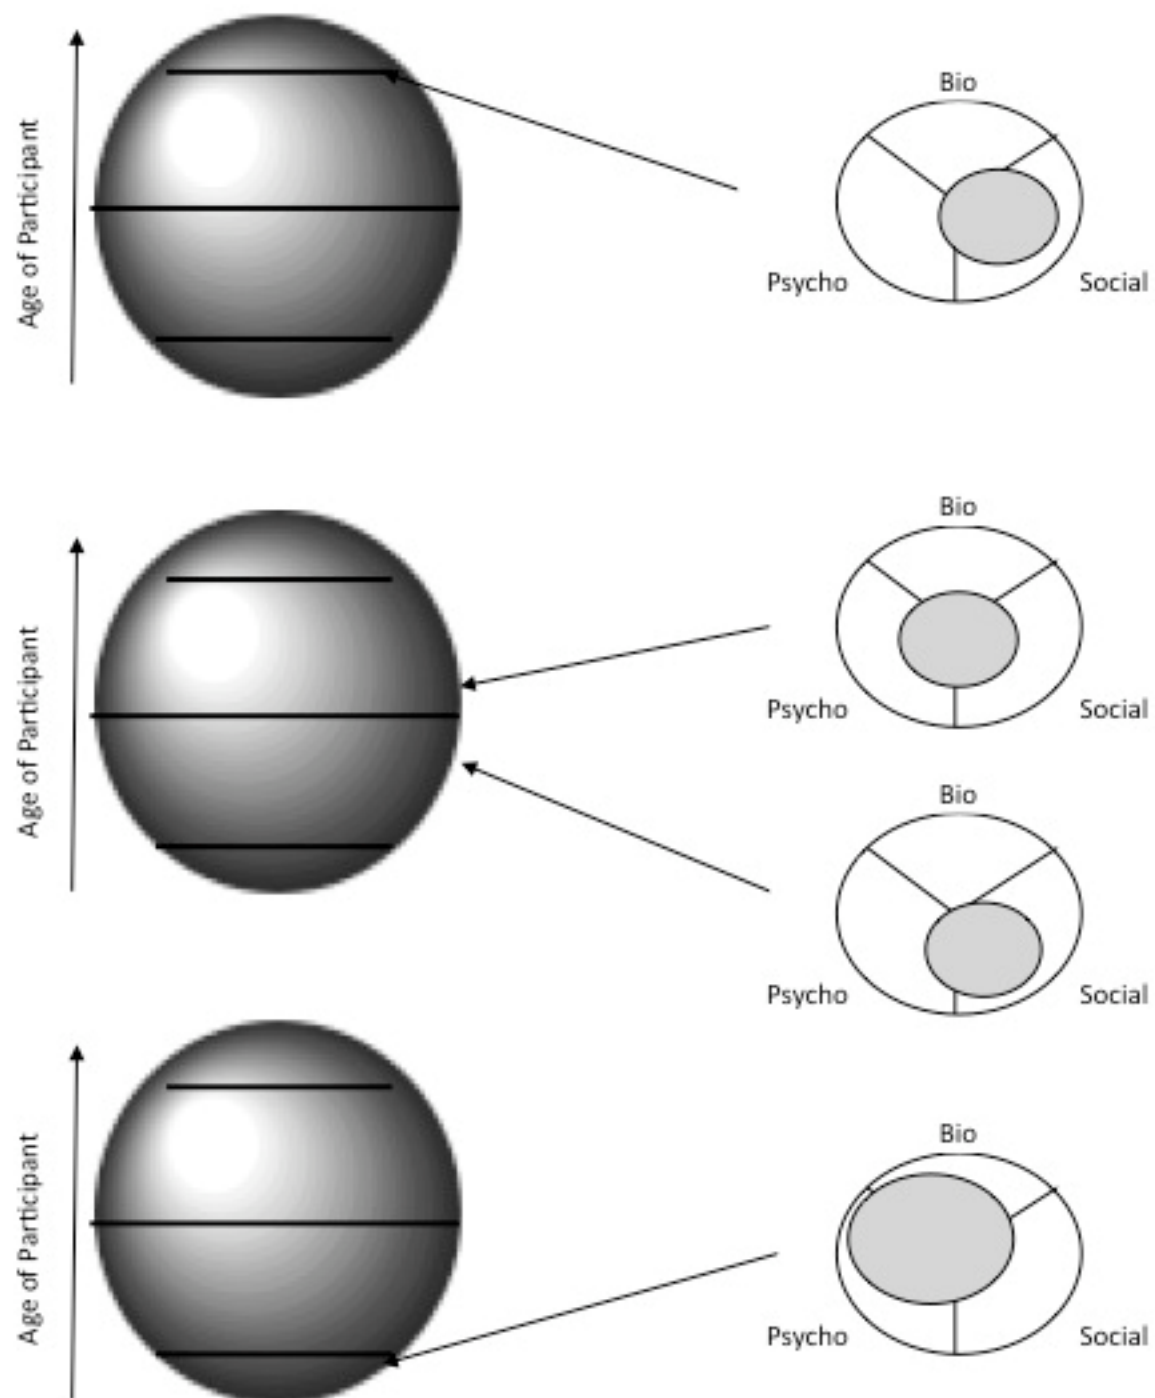 Age of Participant
Bio
Psycho
Social
Age of Participant
Bio
Psycho
Social
Bio
Psycho
Social
Age of Participant
Bio
Psycho
Social